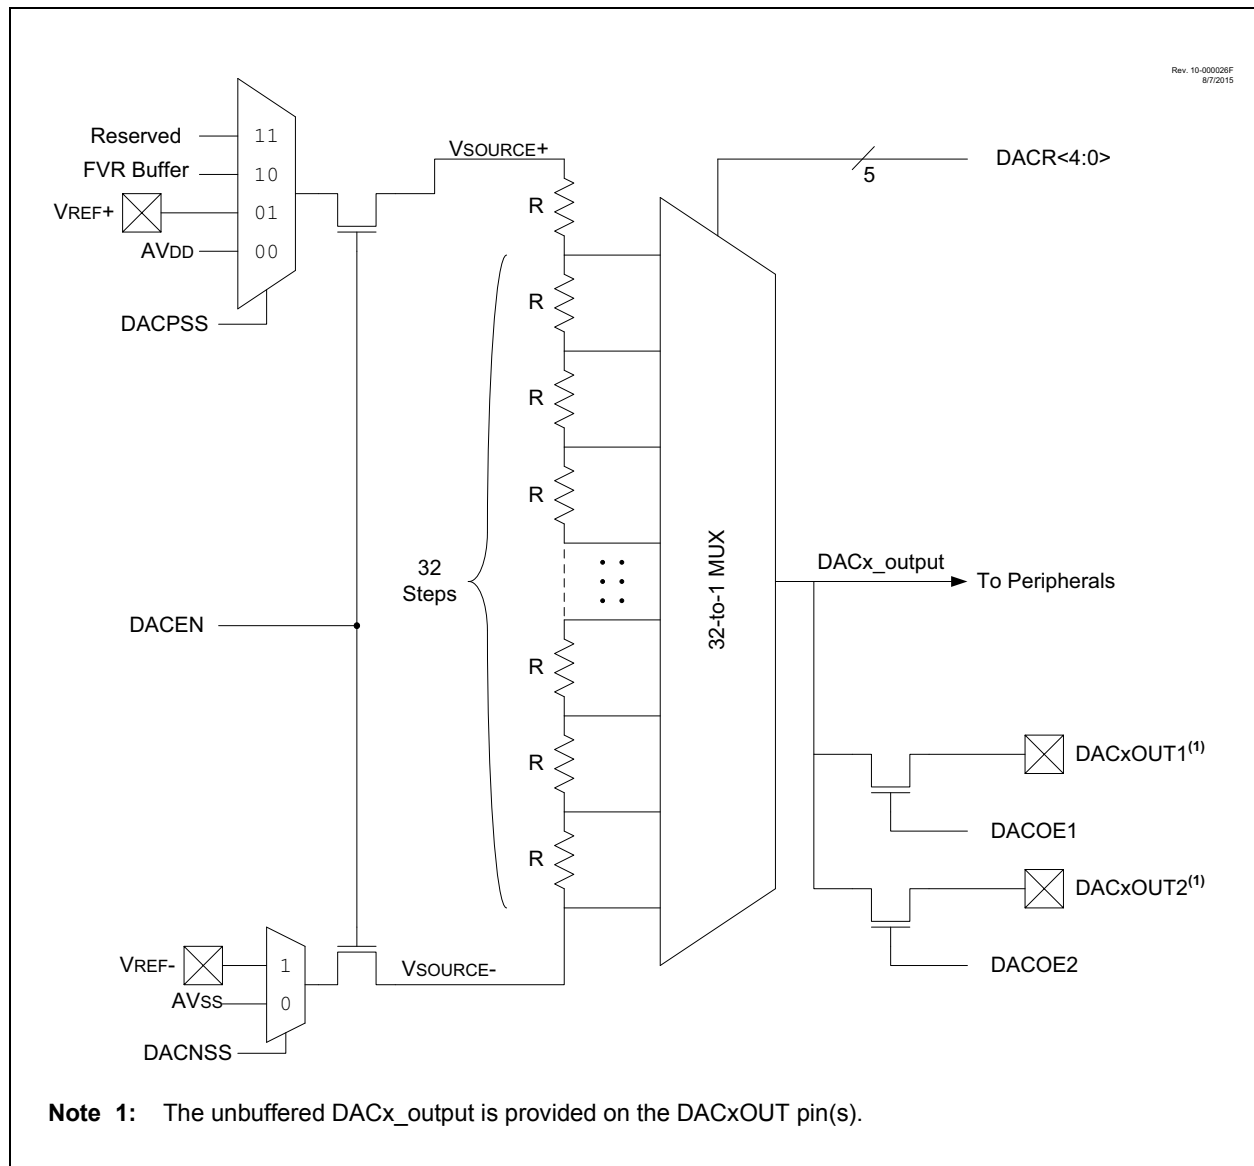 Rev. 10-000026F
8/7/2015
Reserved
11
FVR Buffer
10
VREF+
01
AVDD
00
DACPSS
VSOURCE+
R
R
R
R
R
R
R
32
Steps
DACR<4:0>
5
32-to-1 MUX
DACx_output
To Peripherals
DACEN
DACxOUT1(1)
DACOE1
DACxOUT2(1)
DACOE2
VREF-
1
AVSS
0
VSOURCE-
DACNSS
Note 1: The unbuffered DACx_output is provided on the DACxOUT pin(s).